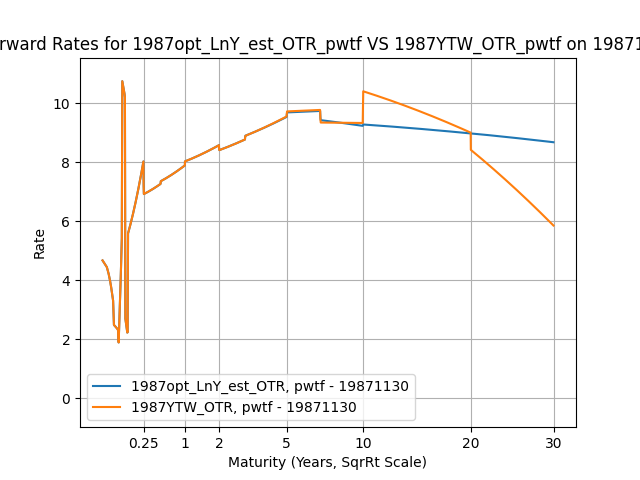 rward Rates for 1987opt_LnY_est_OTR_pwtf VS 1987YTW_OTR_pwtf on 19871
10
8
6
4
2
0
Rate
1987opt_LnY_est_OTR, pwtf - 19871130
1987YTW_OTR, pwtf - 19871130
0.25 1 2 5 10 20 30
Maturity (Years, SqrRt Scale)